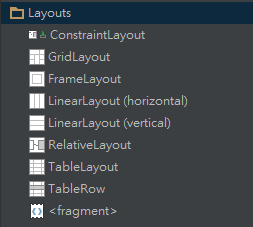 Layouts
ConstraintLayout
GridLayout
FrameLayout
LinearLayout (horizontal)
LinearLayout (vertical)
RelativeLayout
TableLayout
TableRow
<fragment>